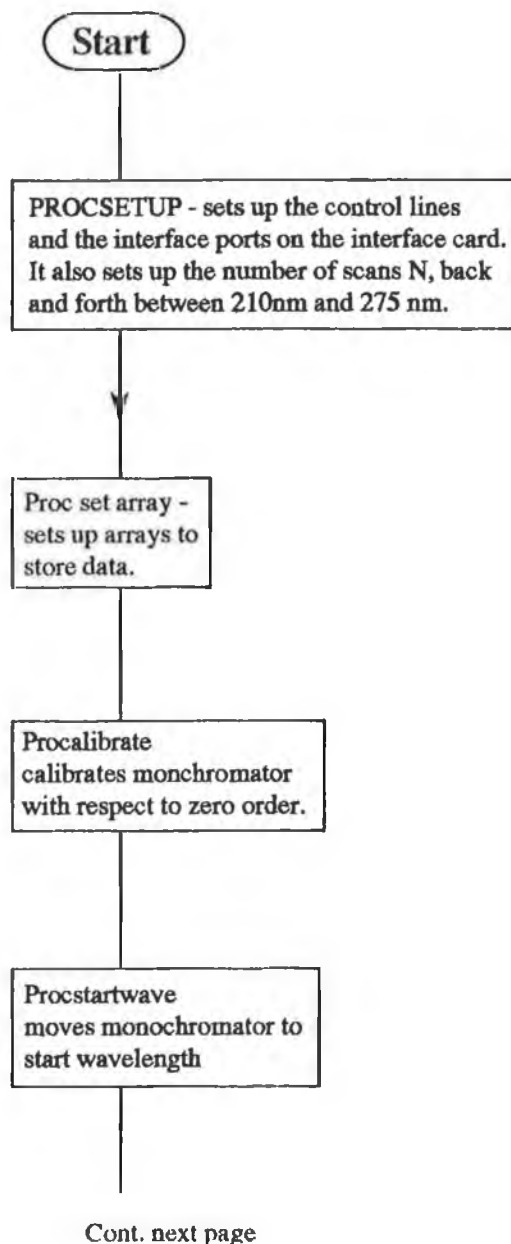 Start
PROCSETUP - sets up the control lines
and the interface ports on the interface card.
It also sets up the number of scans N, back
and forth between 210nm and 275 nm.
Proc set array -
sets up arrays to
store data.
Procalibrate
calibrates monchromator
with respect to zero order.
Procstartwave
moves monochromator to
start wavelength
Cont. next page